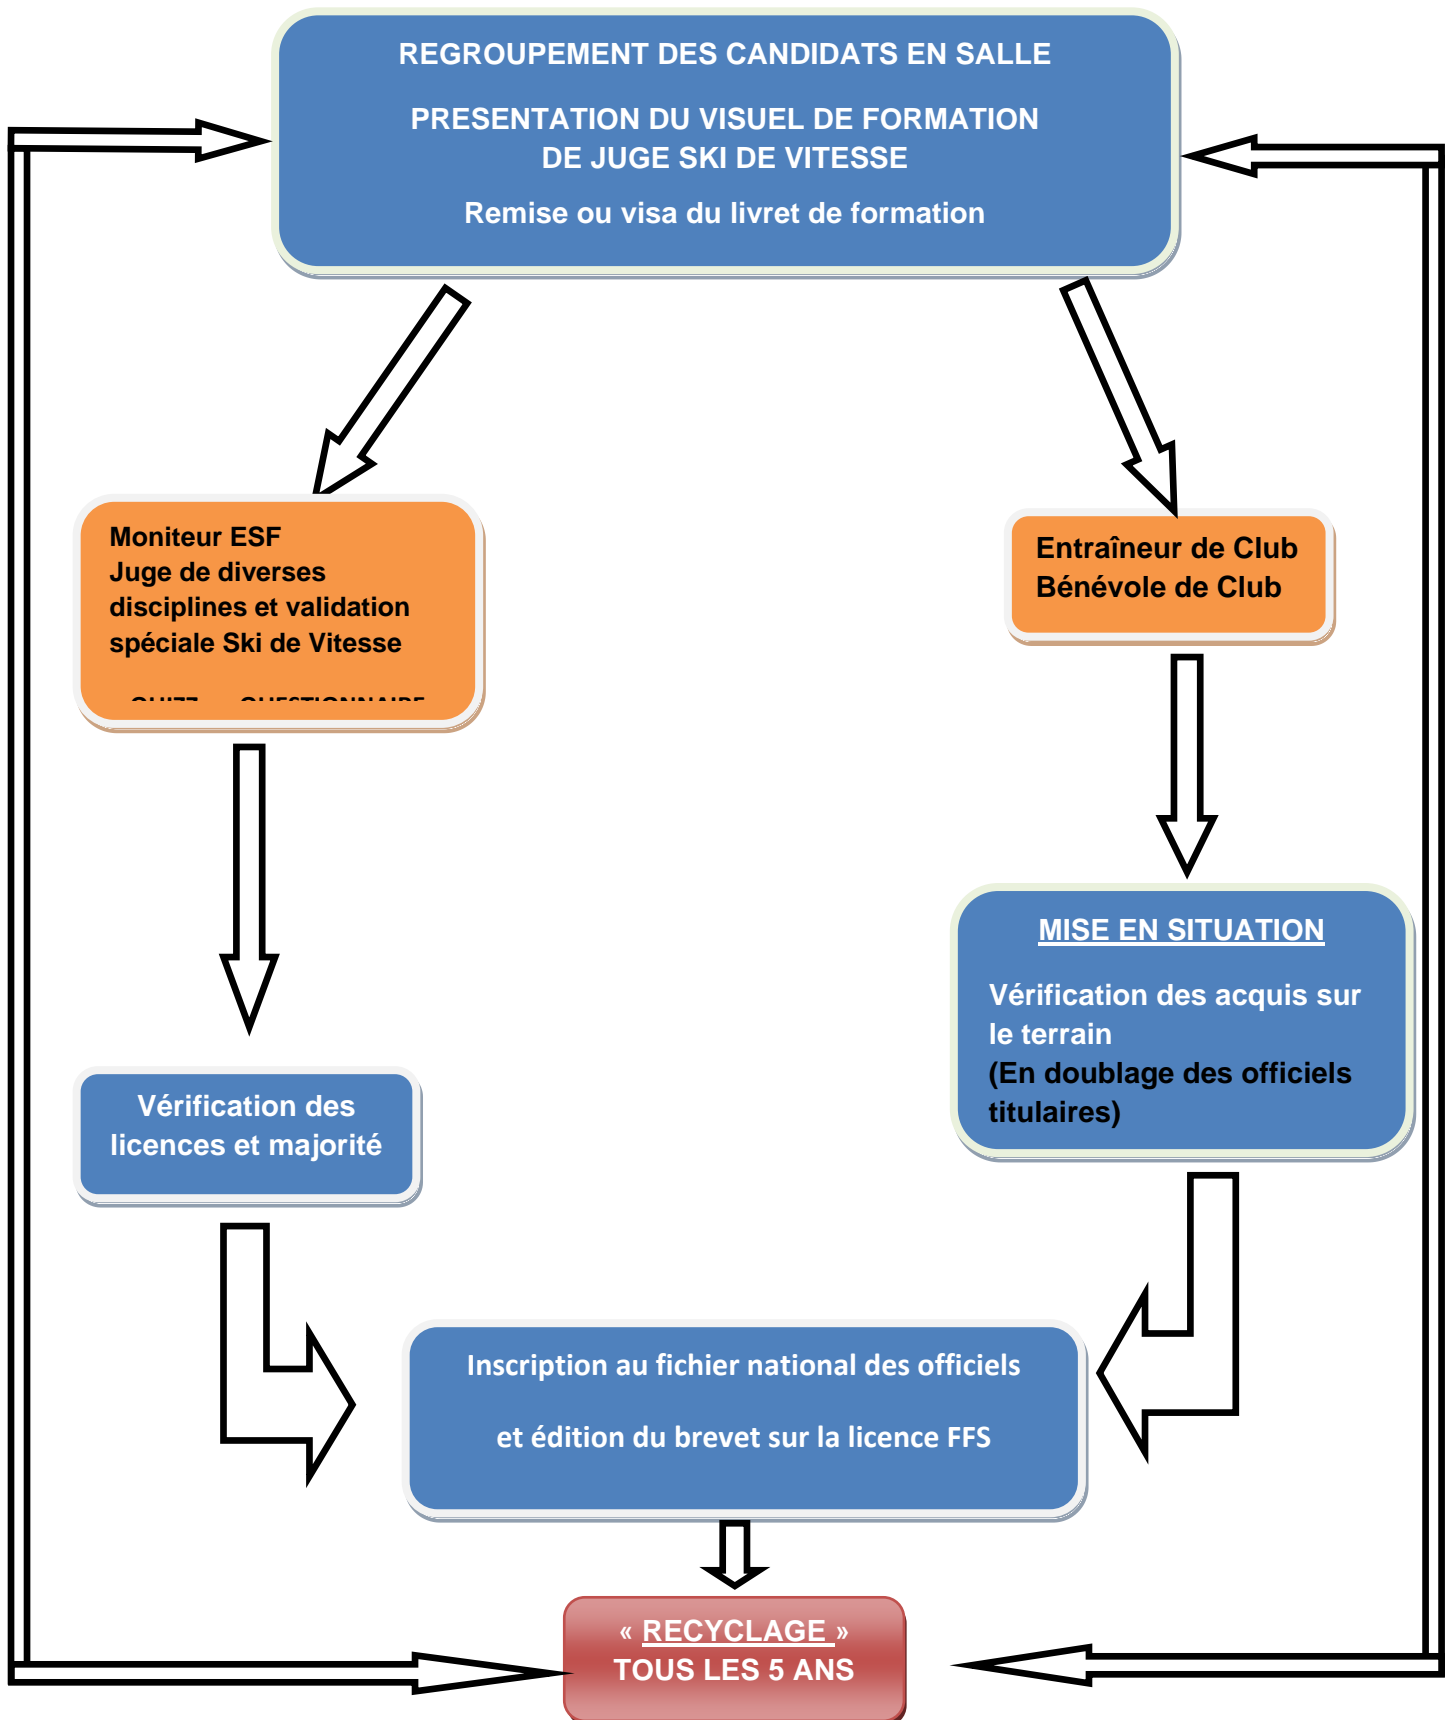 REGROUPEMENT DES CANDIDATS EN SALLE
PRESENTATION DU VISUEL DE FORMATION
DE JUGE SKI DE VITESSE
Remise ou visa du livret de formation
Moniteur ESF
Juge de diverses
disciplines et validation
spéciale Ski de Vitesse
QUIZZ QUESTIONNAIRE
Entraîneur de Club
Bénévole de Club
MISE EN SITUATION
Vérification des acquis sur
le terrain
(En doublage des officiels
titulaires)
Vérification des
licences et majorité
Inscription au fichier national des officiels
et édition du brevet sur la licence FFS
« RECYCLAGE »
TOUS LES 5 ANS